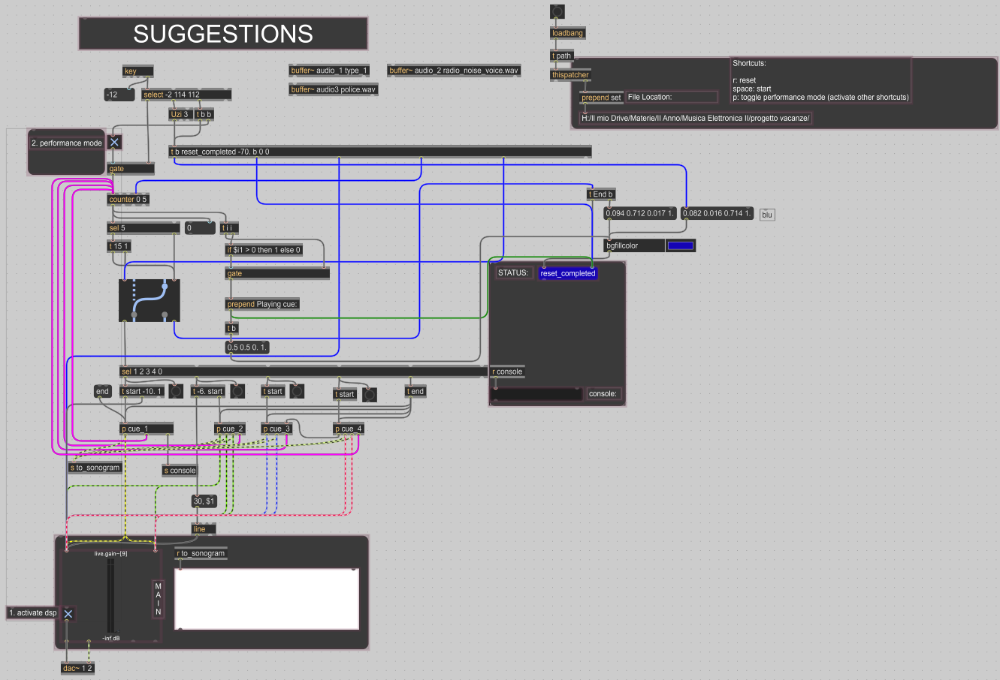 SUGGESTIONS
loadbang
t path
thispatcher
Shortcuts:
r: reset
space: start
p: toggle performance mode (activate other shortcuts)
prepend set
File Location:
H:/Il mio Drive/Materie/II Anno/Musica Elettronica II/progetto vacanze/
key
buffer~ audio_1 type_1
buffer~ audio_2 radio_noise_voice.wav
buffer~ audio3 police.wav
-12
select -2 114 112
Uzi 3
t b b
2. performance mode
t b reset_completed -70. b 0 0
gate
counter 0 5
t End b
0.094 0.712 0.017 1.
0.082 0.016 0.714 1.
blu
sel 5
0
t i i
t 15 1
if $i1 > 0 then 1 else 0
bgfillcolor
gate
STATUS:
reset_completed
prepend Playing cue:
t b
0.5 0.5 0. 1.
sel 1 2 3 4 0
r console
end
t start -10. 1
t -6. start
t start
t start
t end
console:
p cue_1
p cue_2
p cue_3
p cue_4
s to_sonogram
s console
30, $1
line
live.gain~[9]
r to_sonogram
M
A
I
N
1. activate dsp
-inf dB
dac~ 1 2